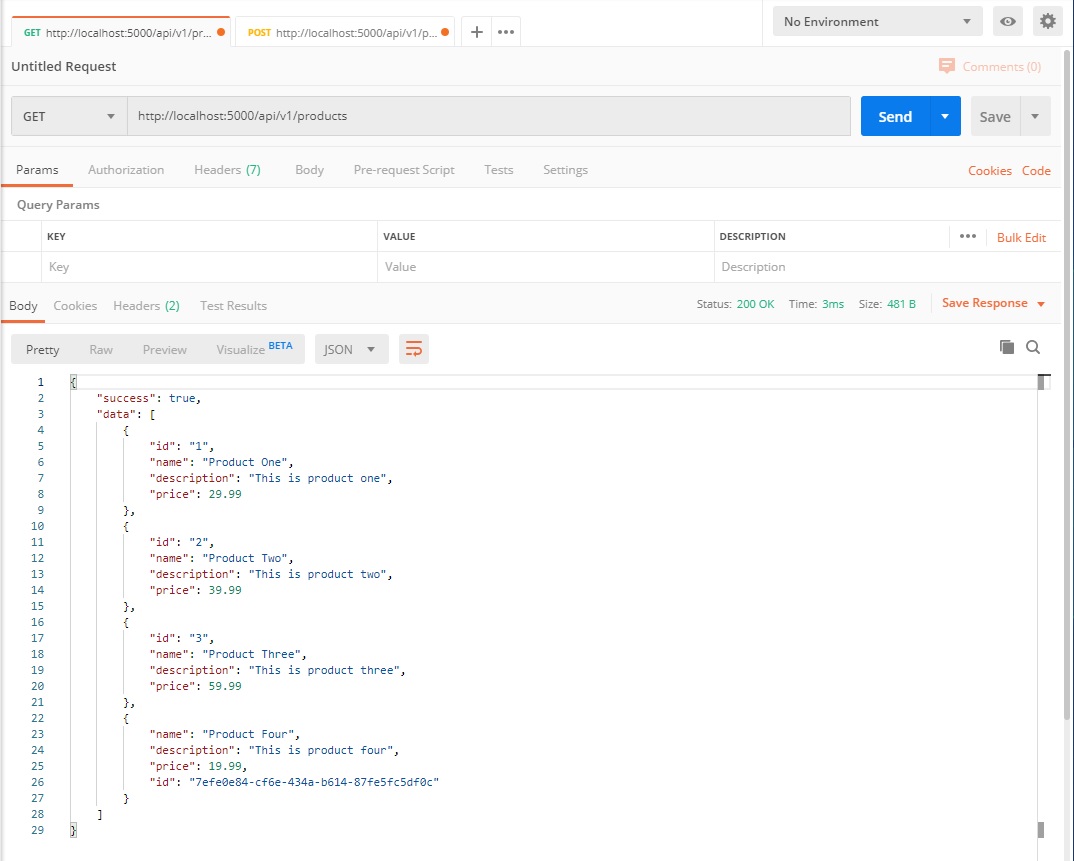 GET http://localhost:5000/api/v1/pr... POST http://localhost:5000/api/v1/p... No Environment
Untitled Request Comments (0)
GET http://localhost:5000/api/v1/products Send Save
Params Authorization Headers (7) Body Pre-request Script Tests Settings Cookies Code
Query Params
KEY VALUE DESCRIPTION Bulk Edit
Key Value Description
Body Cookies Headers (2) Test Results Status: 200 OK Time: 3ms Size: 481 B Save Response
Pretty Raw Preview Visualize BETA JSON
1 {
2 "success": true,
3 "data": [
4 {
5 "id": "1",
6 "name": "Product One",
7 "description": "This is product one",
8 "price": 29.99
9 },
10 {
11 "id": "2",
12 "name": "Product Two",
13 "description": "This is product two",
14 "price": 39.99
15 },
16 {
17 "id": "3",
18 "name": "Product Three",
19 "description": "This is product three",
20 "price": 59.99
21 },
22 {
23 "name": "Product Four",
24 "description": "This is product four",
25 "price": 19.99,
26 "id": "7efe0e84-cf6e-434a-b614-87fe5fc5df0c"
27 }
28 ]
29 }